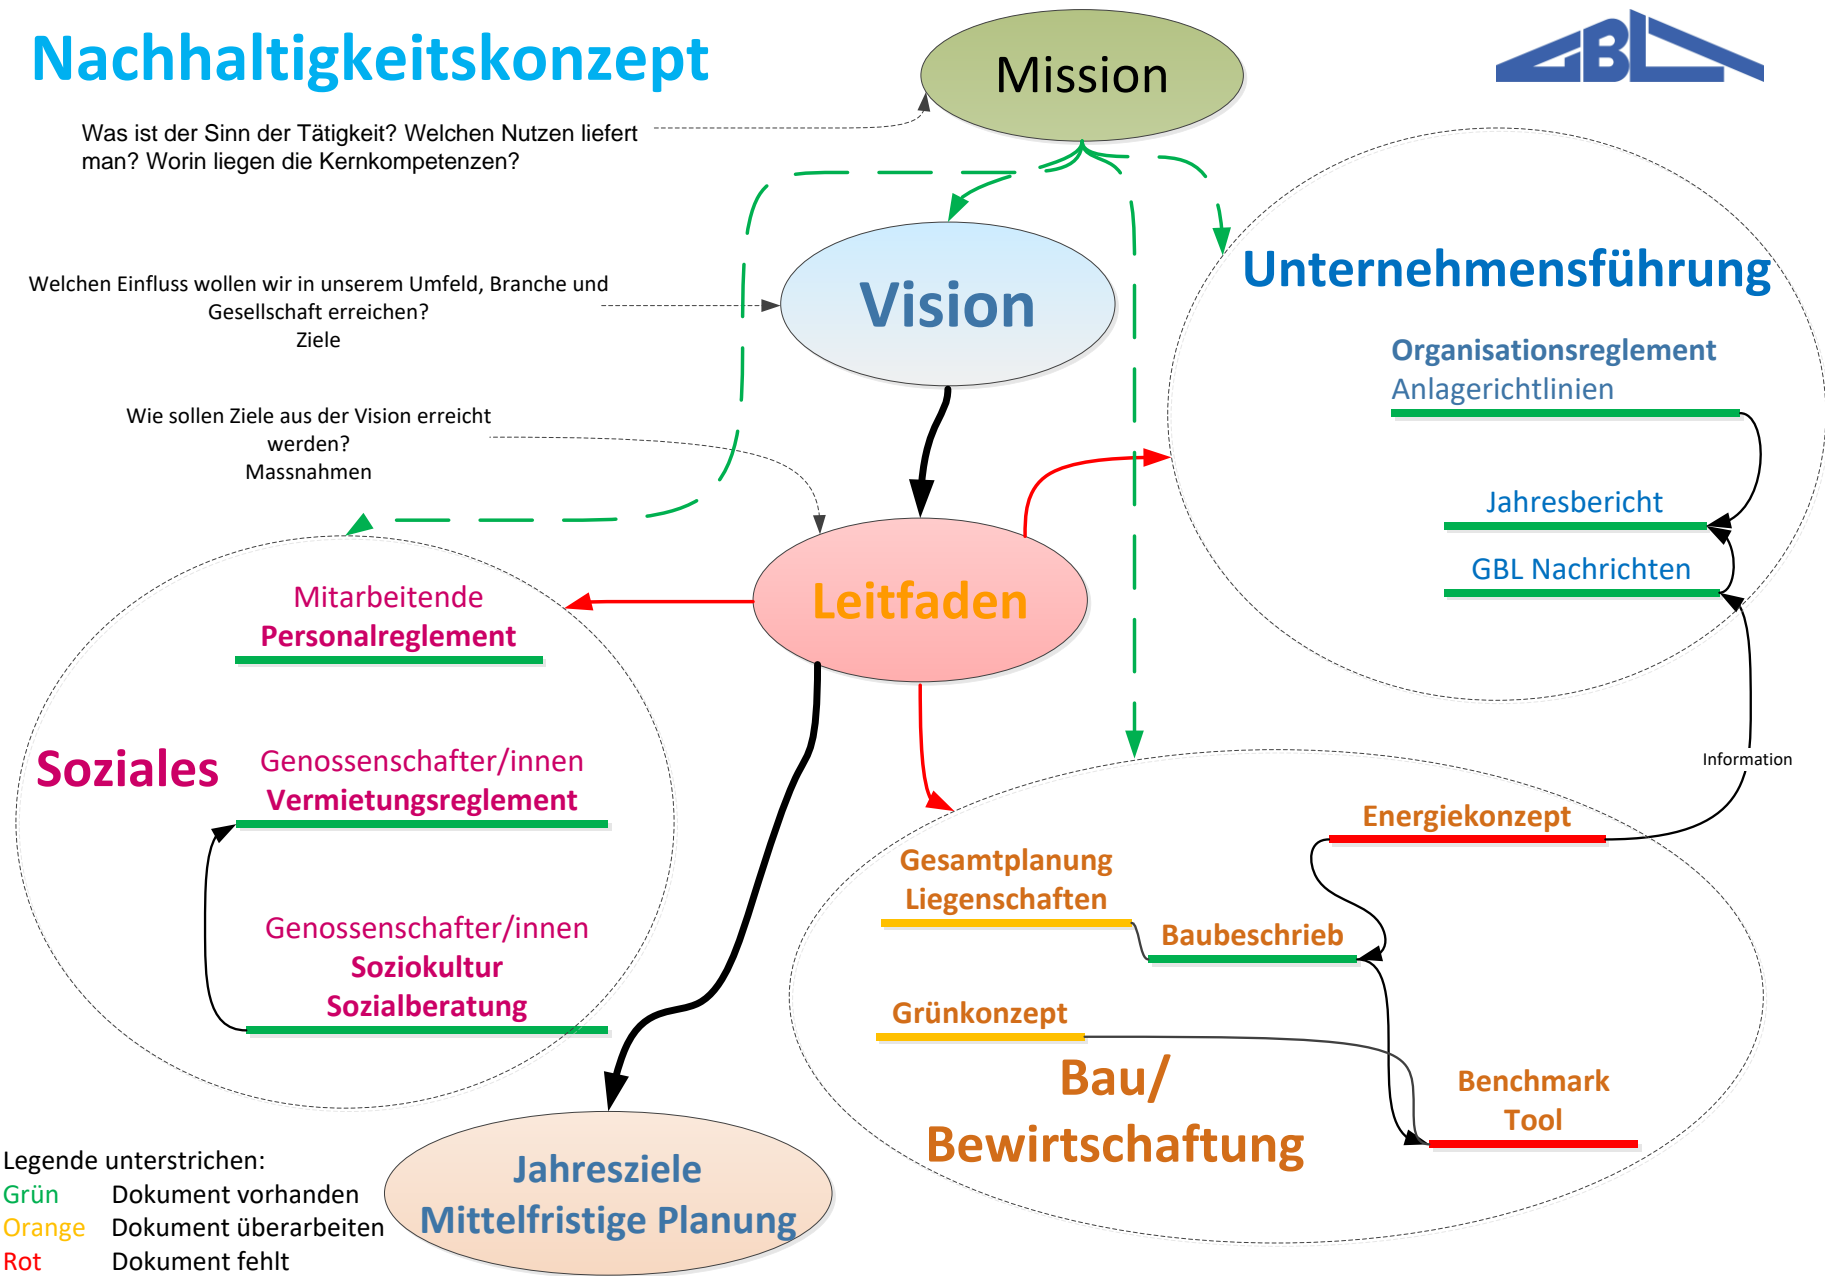 Nachhaltigkeitskonzept
Mission
GBL
Was ist der Sinn der Tätigkeit? Welchen Nutzen liefert
man? Worin liegen die Kernkompetenzen?
Vision
Welchen Einfluss wollen wir in unserem Umfeld, Branche und
Gesellschaft erreichen?
Ziele
Unternehmensführung
Organisationsreglement
Anlagerichtlinien
Jahresbericht
GBL Nachrichten
Wie sollen Ziele aus der Vision erreicht
werden?
Massnahmen
Leitfaden
Mitarbeitende
Personalreglement
Soziales
Genossenschafter/innen
Vermietungsreglement
Genossenschafter/innen
Soziokultur
Sozialberatung
Information
Energiekonzept
Gesamtplanung
Liegenschaften
Baubeschrieb
Grünkonzept
Bau/
Bewirtschaftung
Benchmark
Tool
Jahresziele
Mittelfristige Planung
Legende unterstrichen:
Grün Dokument vorhanden
Orange Dokument überarbeiten
Rot Dokument fehlt